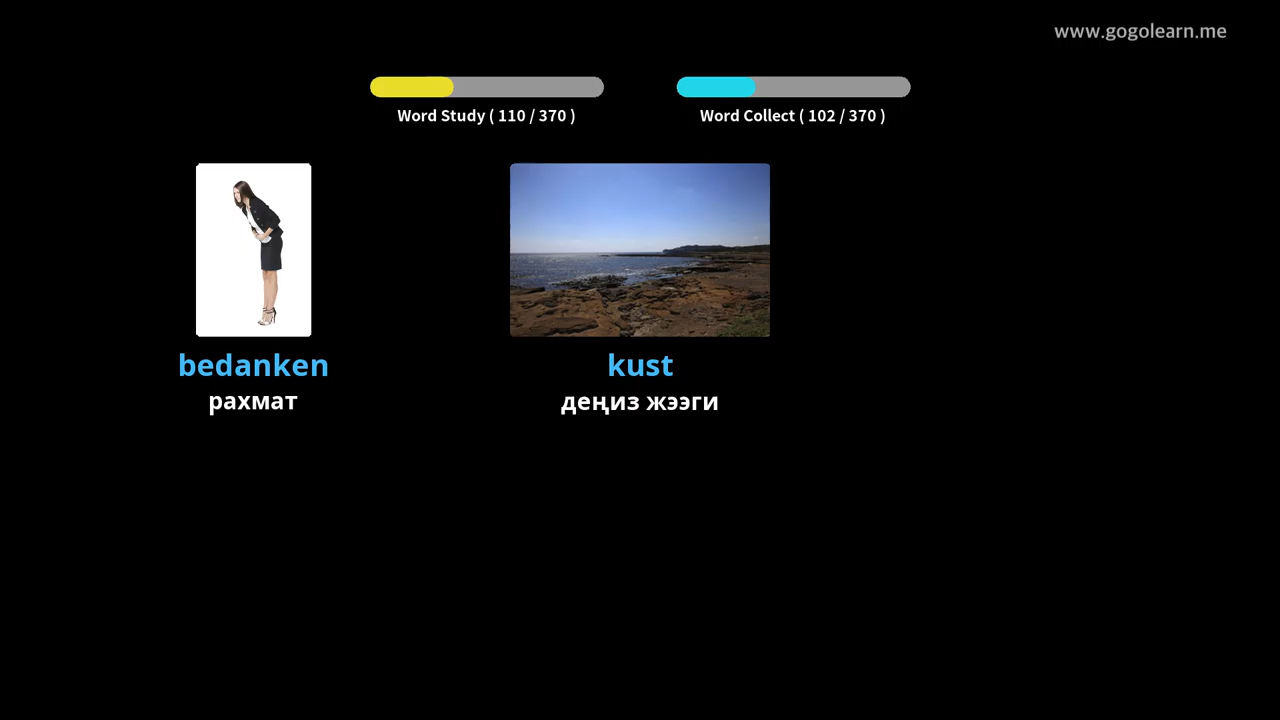 www.gogolearn.me
Word Study ( 110 / 370 )
Word Collect ( 102 / 370 )
bedanken
рахмат
kust
деңиз жээги